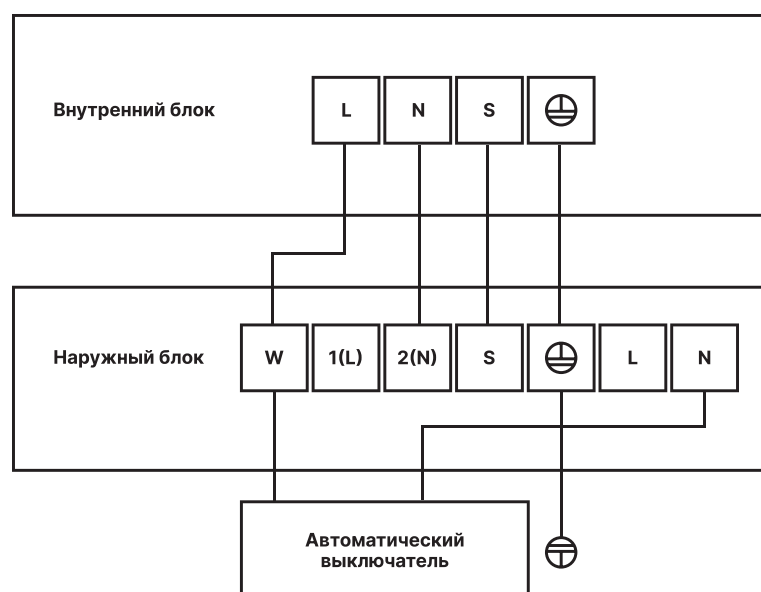 Внутренний блок
L N S
Наружный блок
W 1(L) 2(N) S L N
Автоматический
выключатель